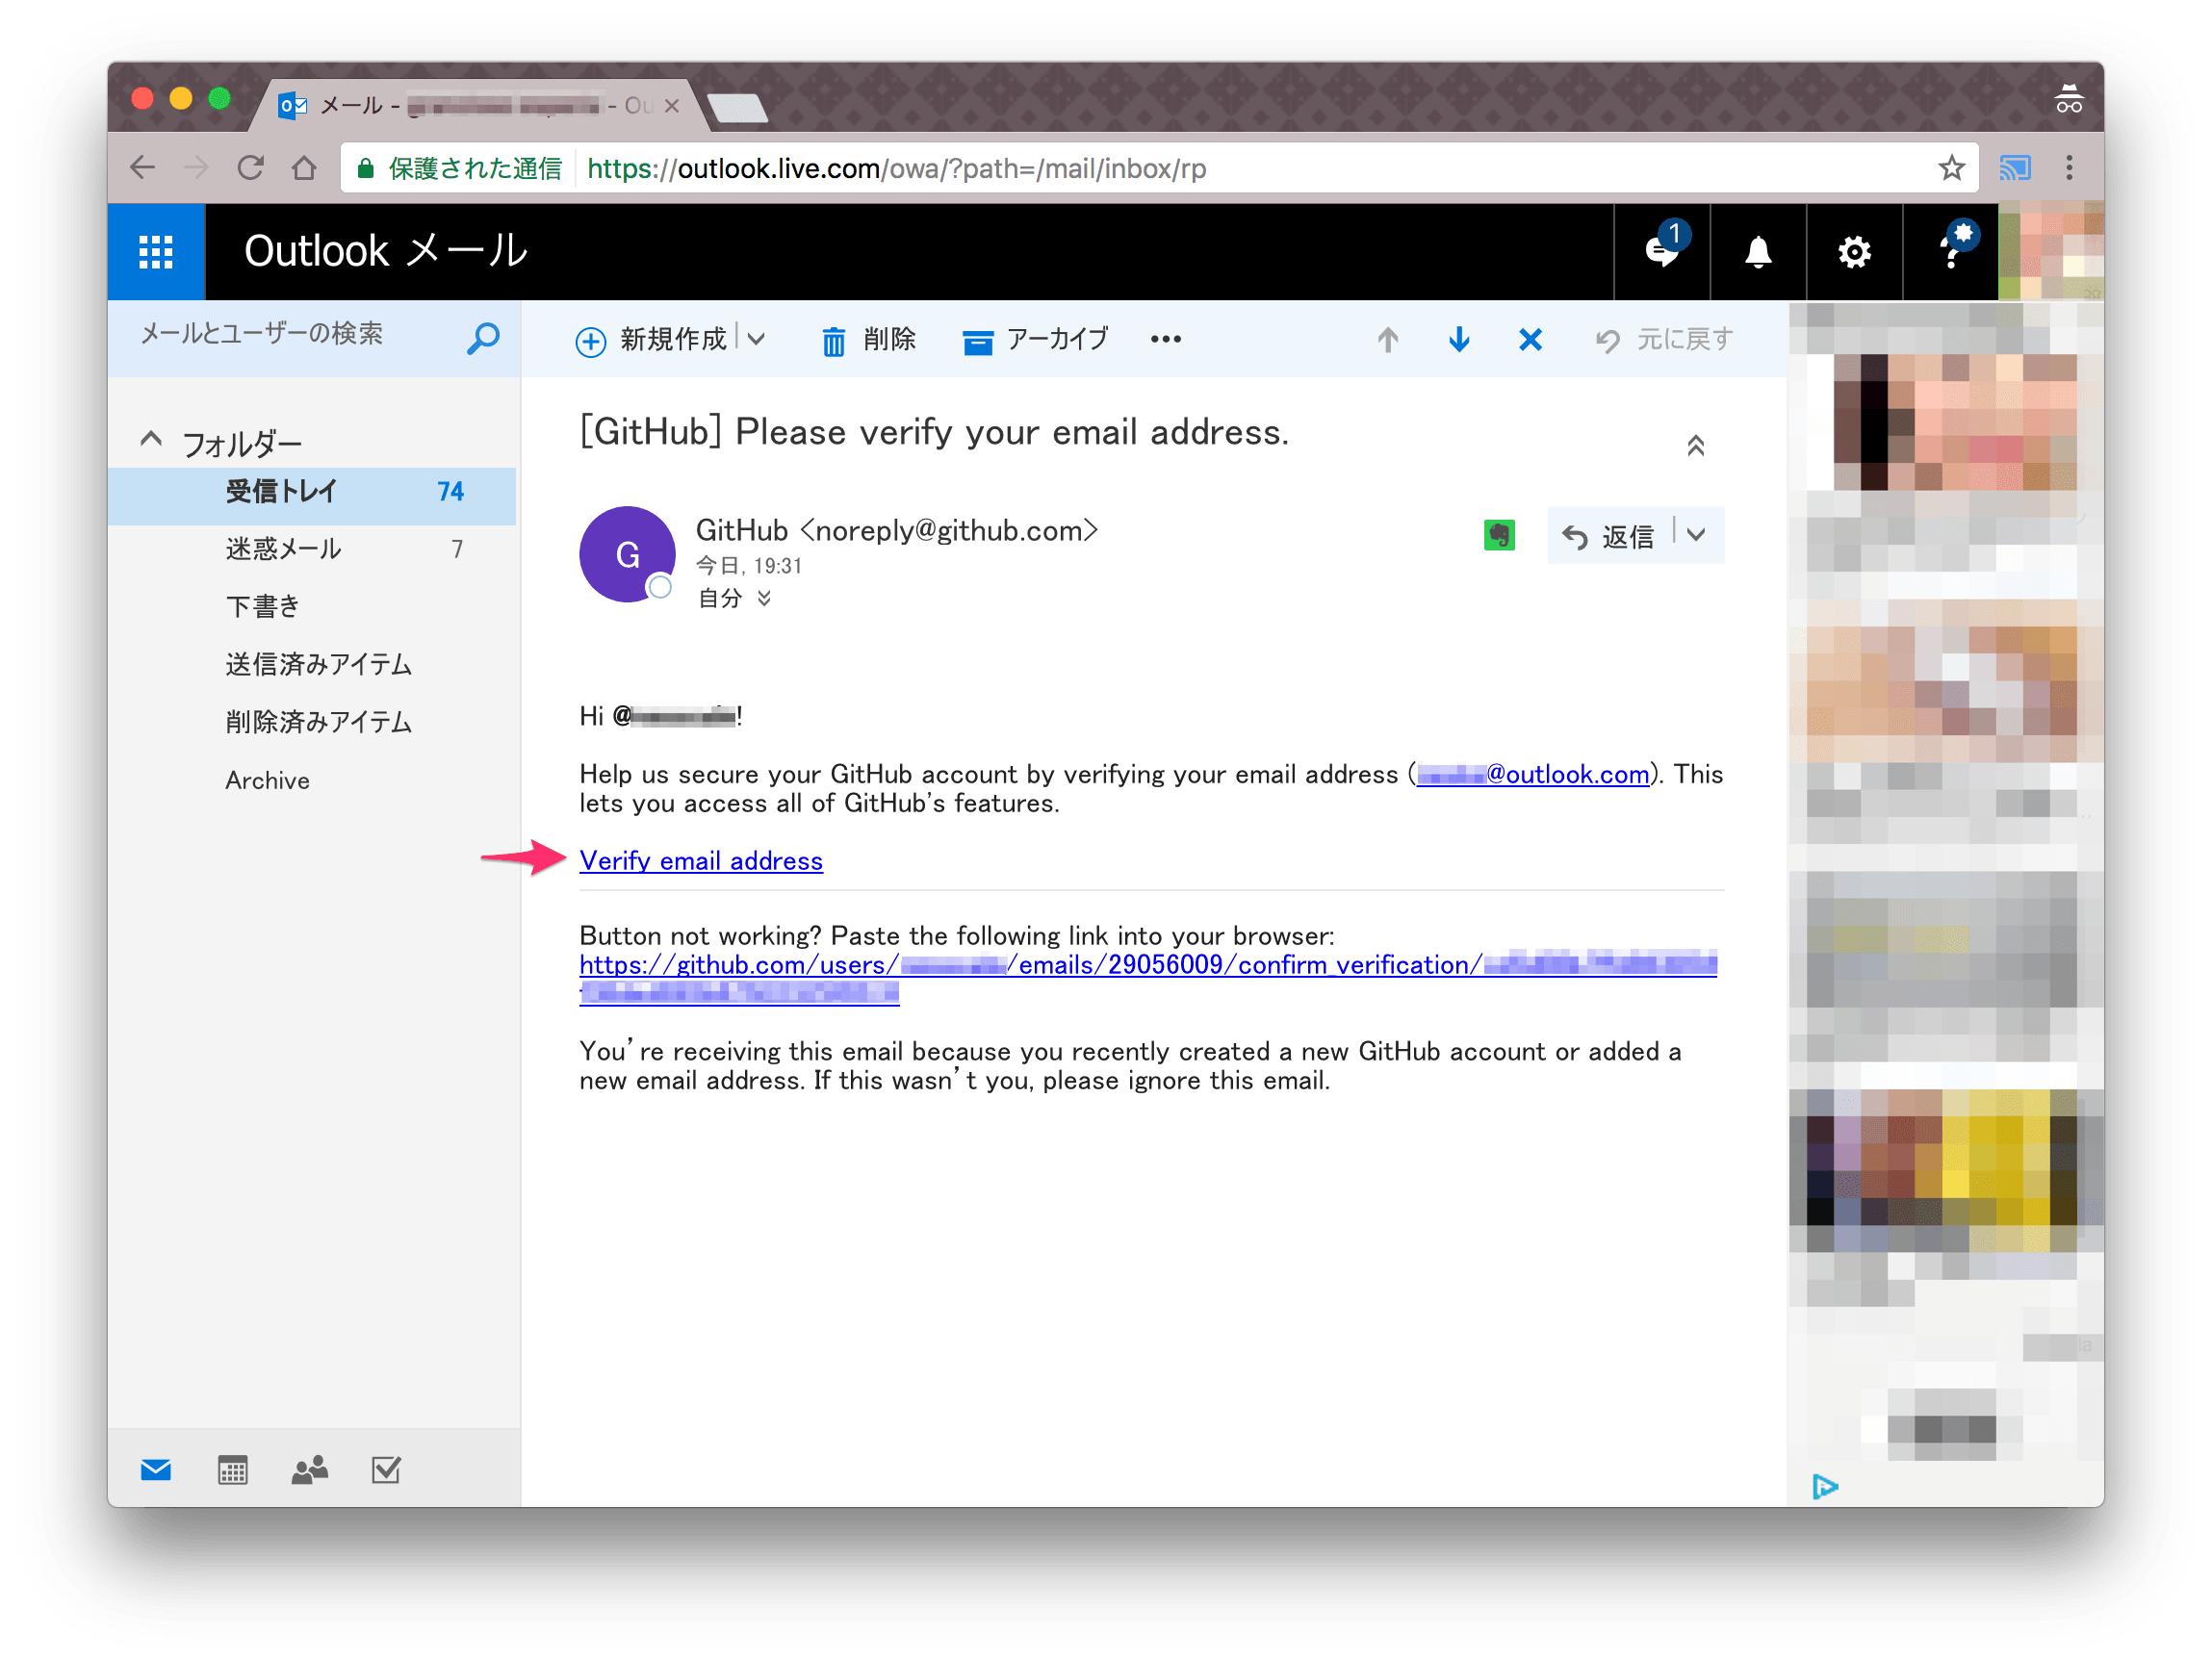 メール - - Ou
保護された通信 https://outlook.live.com/owa/?path=/mail/inbox/rp
Outlook メール
1
メールとユーザーの検索
新規作成 削除 アーカイブ 元に戻す
フォルダー
受信トレイ 74
迷惑メール 7
下書き
送信済みアイテム
削除済みアイテム
Archive
[GitHub] Please verify your email address.
G
GitHub <noreply@github.com>
今日, 19:31
自分
返信
Hi @!
Help us secure your GitHub account by verifying your email address (@outlook.com). This
lets you access all of GitHub's features.
Verify email address
Button not working? Paste the following link into your browser:
https://github.com/users//emails/29056009/confirm_verification/
You're receiving this email because you recently created a new GitHub account or added a
new email address. If this wasn't you, please ignore this email.